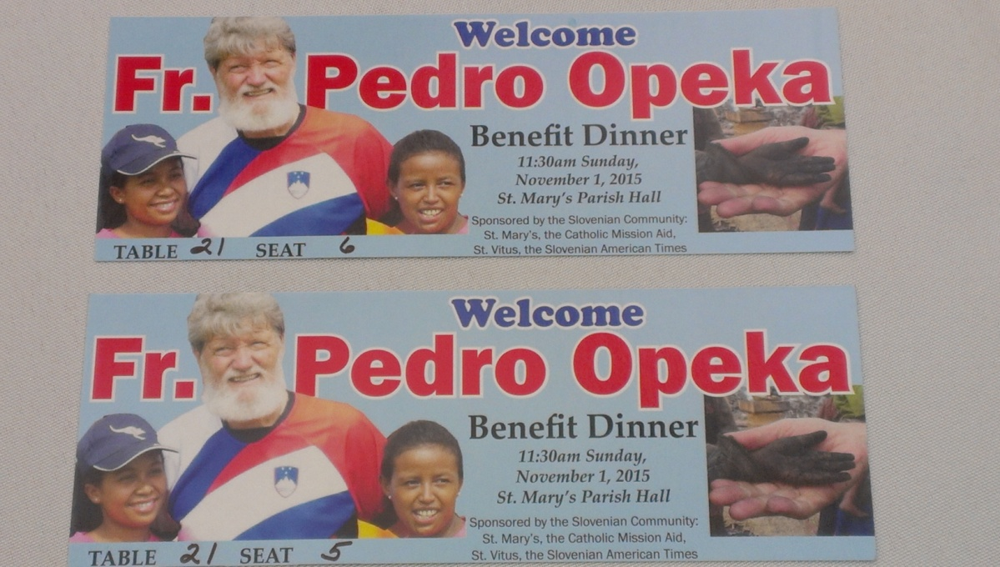 Welcome
Fr. Pedro Opeka
Benefit Dinner
11:30am Sunday,
November 1, 2015
St. Mary's Parish Hall
Sponsored by the Slovenian Community:
St. Mary's, the Catholic Mission Aid,
St. Vitus, the Slovenian American Times
TABLE 21 SEAT 6
Welcome
Fr. Pedro Opeka
Benefit Dinner
11:30am Sunday,
November 1, 2015
St. Mary's Parish Hall
Sponsored by the Slovenian Community:
St. Mary's, the Catholic Mission Aid,
St. Vitus, the Slovenian American Times
TABLE 21 SEAT 5